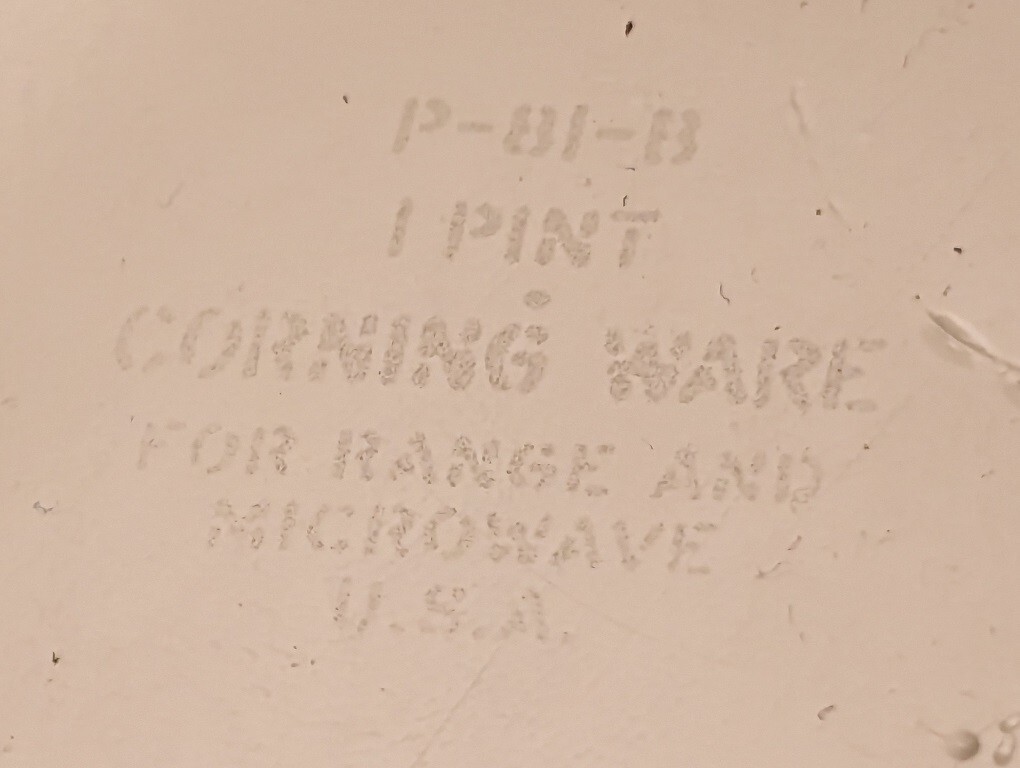 P-81-B
1 PINT
CORNING WARE
FOR RANGE AND
MICROWAVE
U.S.A.